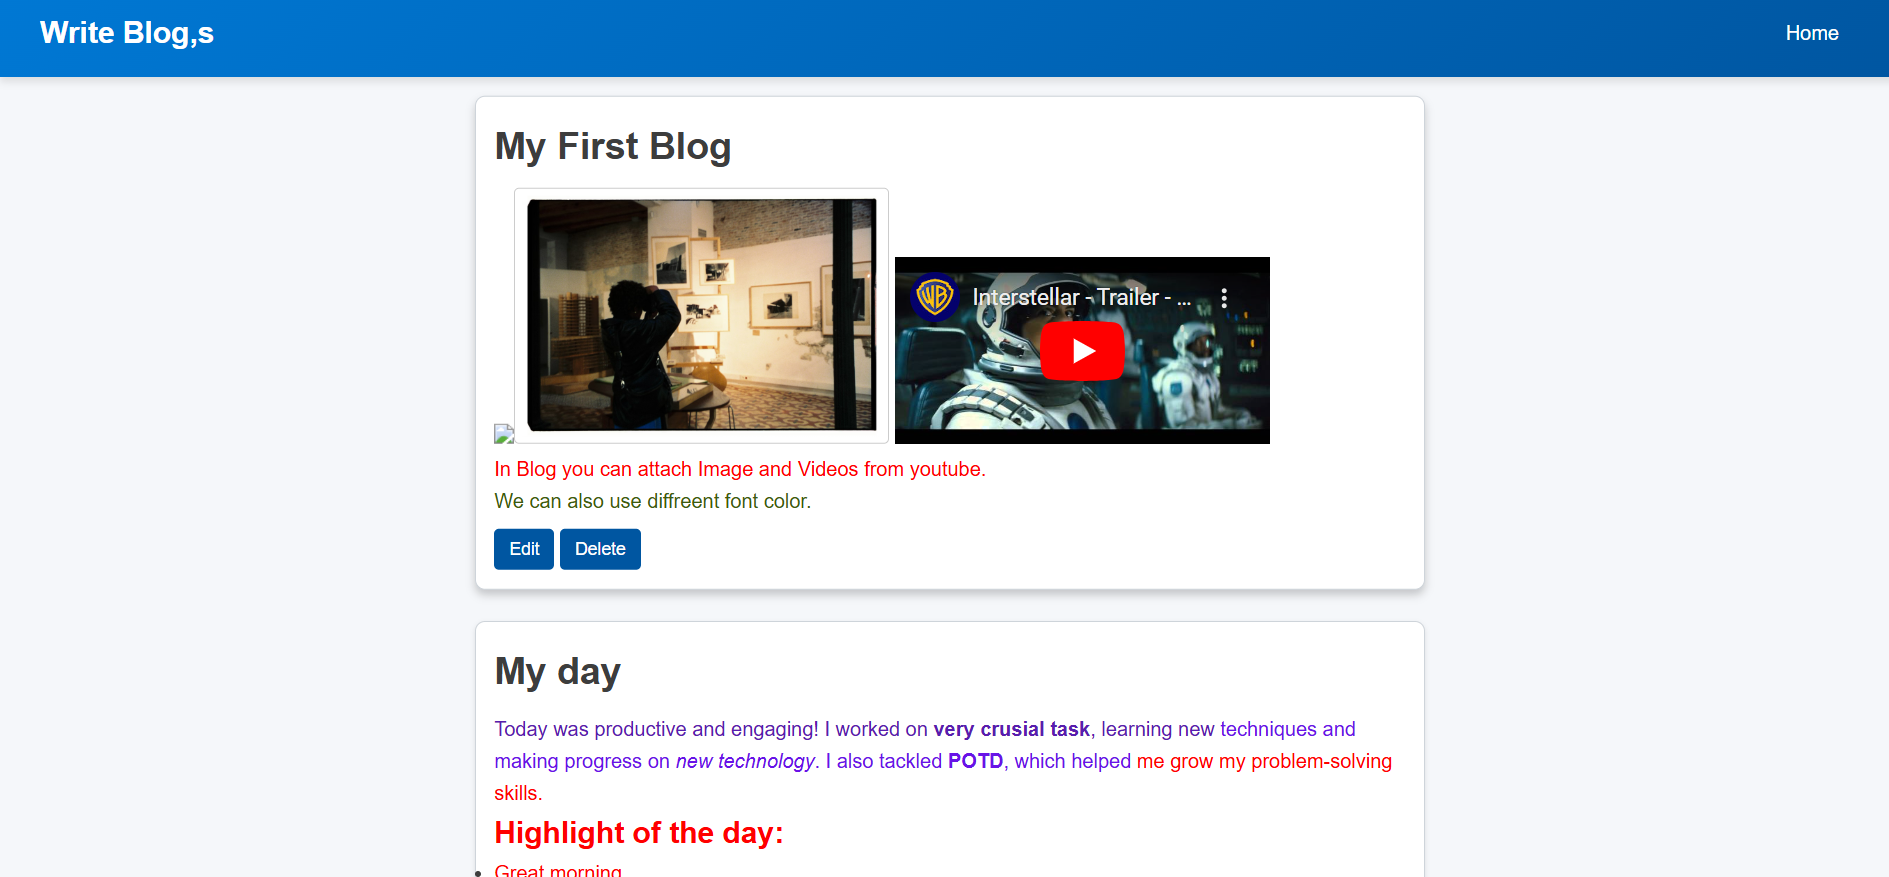 Write Blog,s
Home
My First Blog
WB
Interstellar - Trailer - ...
In Blog you can attach Image and Videos from youtube.
We can also use diffreent font color.
Edit
Delete
My day
Today was productive and engaging! I worked on very crusial task, learning new techniques and
making progress on new technology. I also tackled POTD, which helped me grow my problem-solving
skills.
Highlight of the day:
Great morning